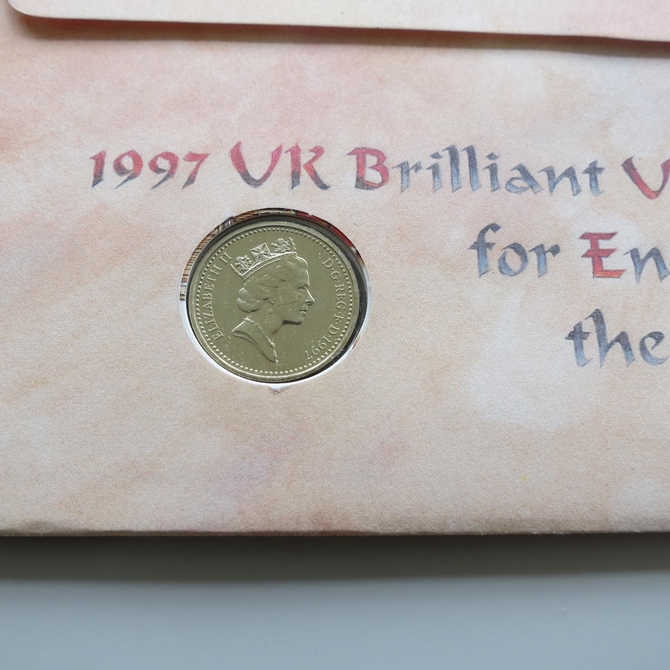 1997 UK Brilliant U
for En
the
ELIZABETH II D·G·REG·F·D·1997